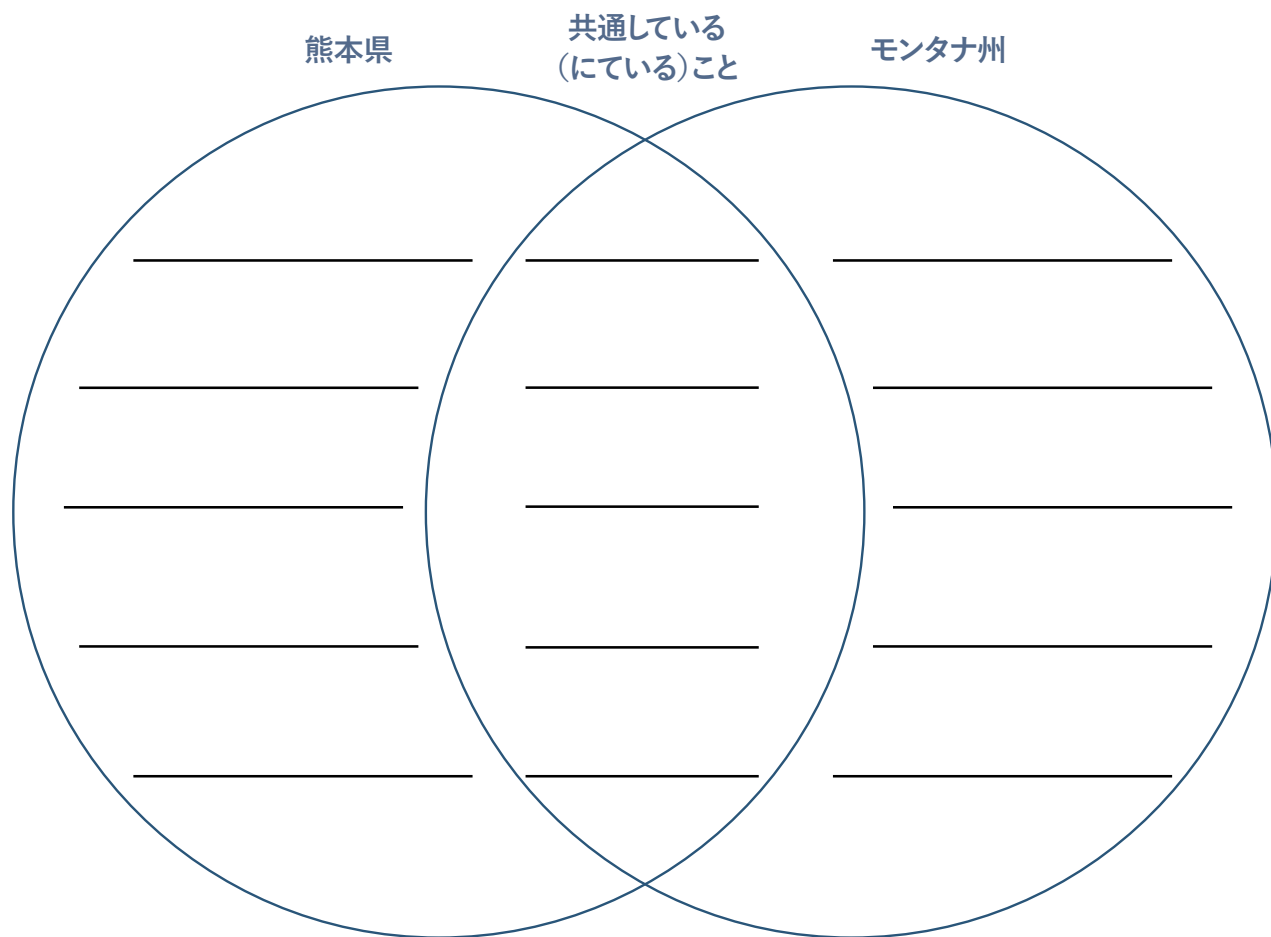 熊本県
共通している
（にている）こと
モンタナ州